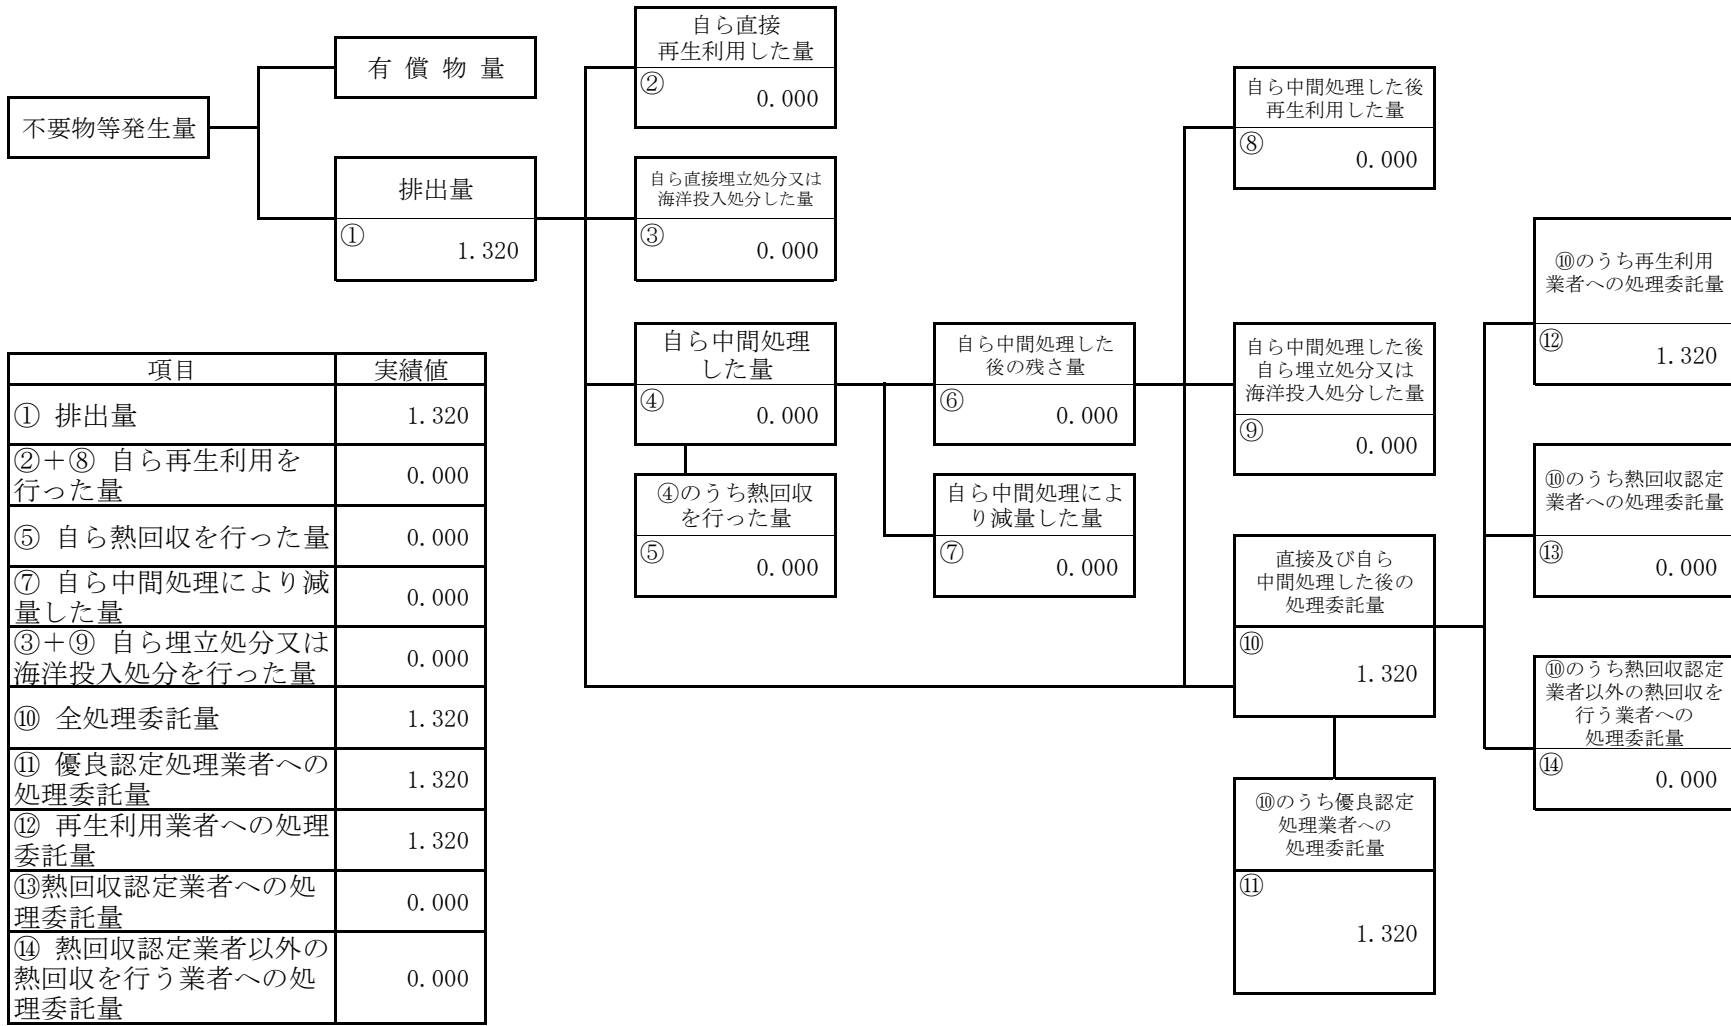 不要物等発生量
有償物量
排出量
①
1.320
自ら直接
再生利用した量
②
0.000
自ら直接埋立処分又は
海洋投入処分した量
③
0.000
自ら中間処理
した量
④
0.000
④のうち熱回収
を行った量
⑤
0.000
自ら中間処理した
後の残さ量
⑥
0.000
自ら中間処理によ
り減量した量
⑦
0.000
自ら中間処理した後
再生利用した量
⑧
0.000
自ら中間処理した後
自ら埋立処分又は
海洋投入処分した量
⑨
0.000
直接及び自ら
中間処理した後の
処理委託量
⑩
1.320
⑩のうち優良認定
処理業者への
処理委託量
⑪
1.320
⑩のうち再生利用
業者への処理委託量
⑫
1.320
⑩のうち熱回収認定
業者への処理委託量
⑬
0.000
⑩のうち熱回収認定
業者以外の熱回収を
行う業者への
処理委託量
⑭
0.000
項目 実績値
① 排出量 1.320
②＋⑧ 自ら再生利用を
行った量 0.000
⑤ 自ら熱回収を行った量 0.000
⑦ 自ら中間処理により減
量した量 0.000
③＋⑨ 自ら埋立処分又は
海洋投入処分を行った量 0.000
⑩ 全処理委託量 1.320
⑪ 優良認定処理業者への
処理委託量 1.320
⑫ 再生利用業者への処理
委託量 1.320
⑬熱回収認定業者への処
理委託量 0.000
⑭ 熱回収認定業者以外の
熱回収を行う業者への処
理委託量 0.000